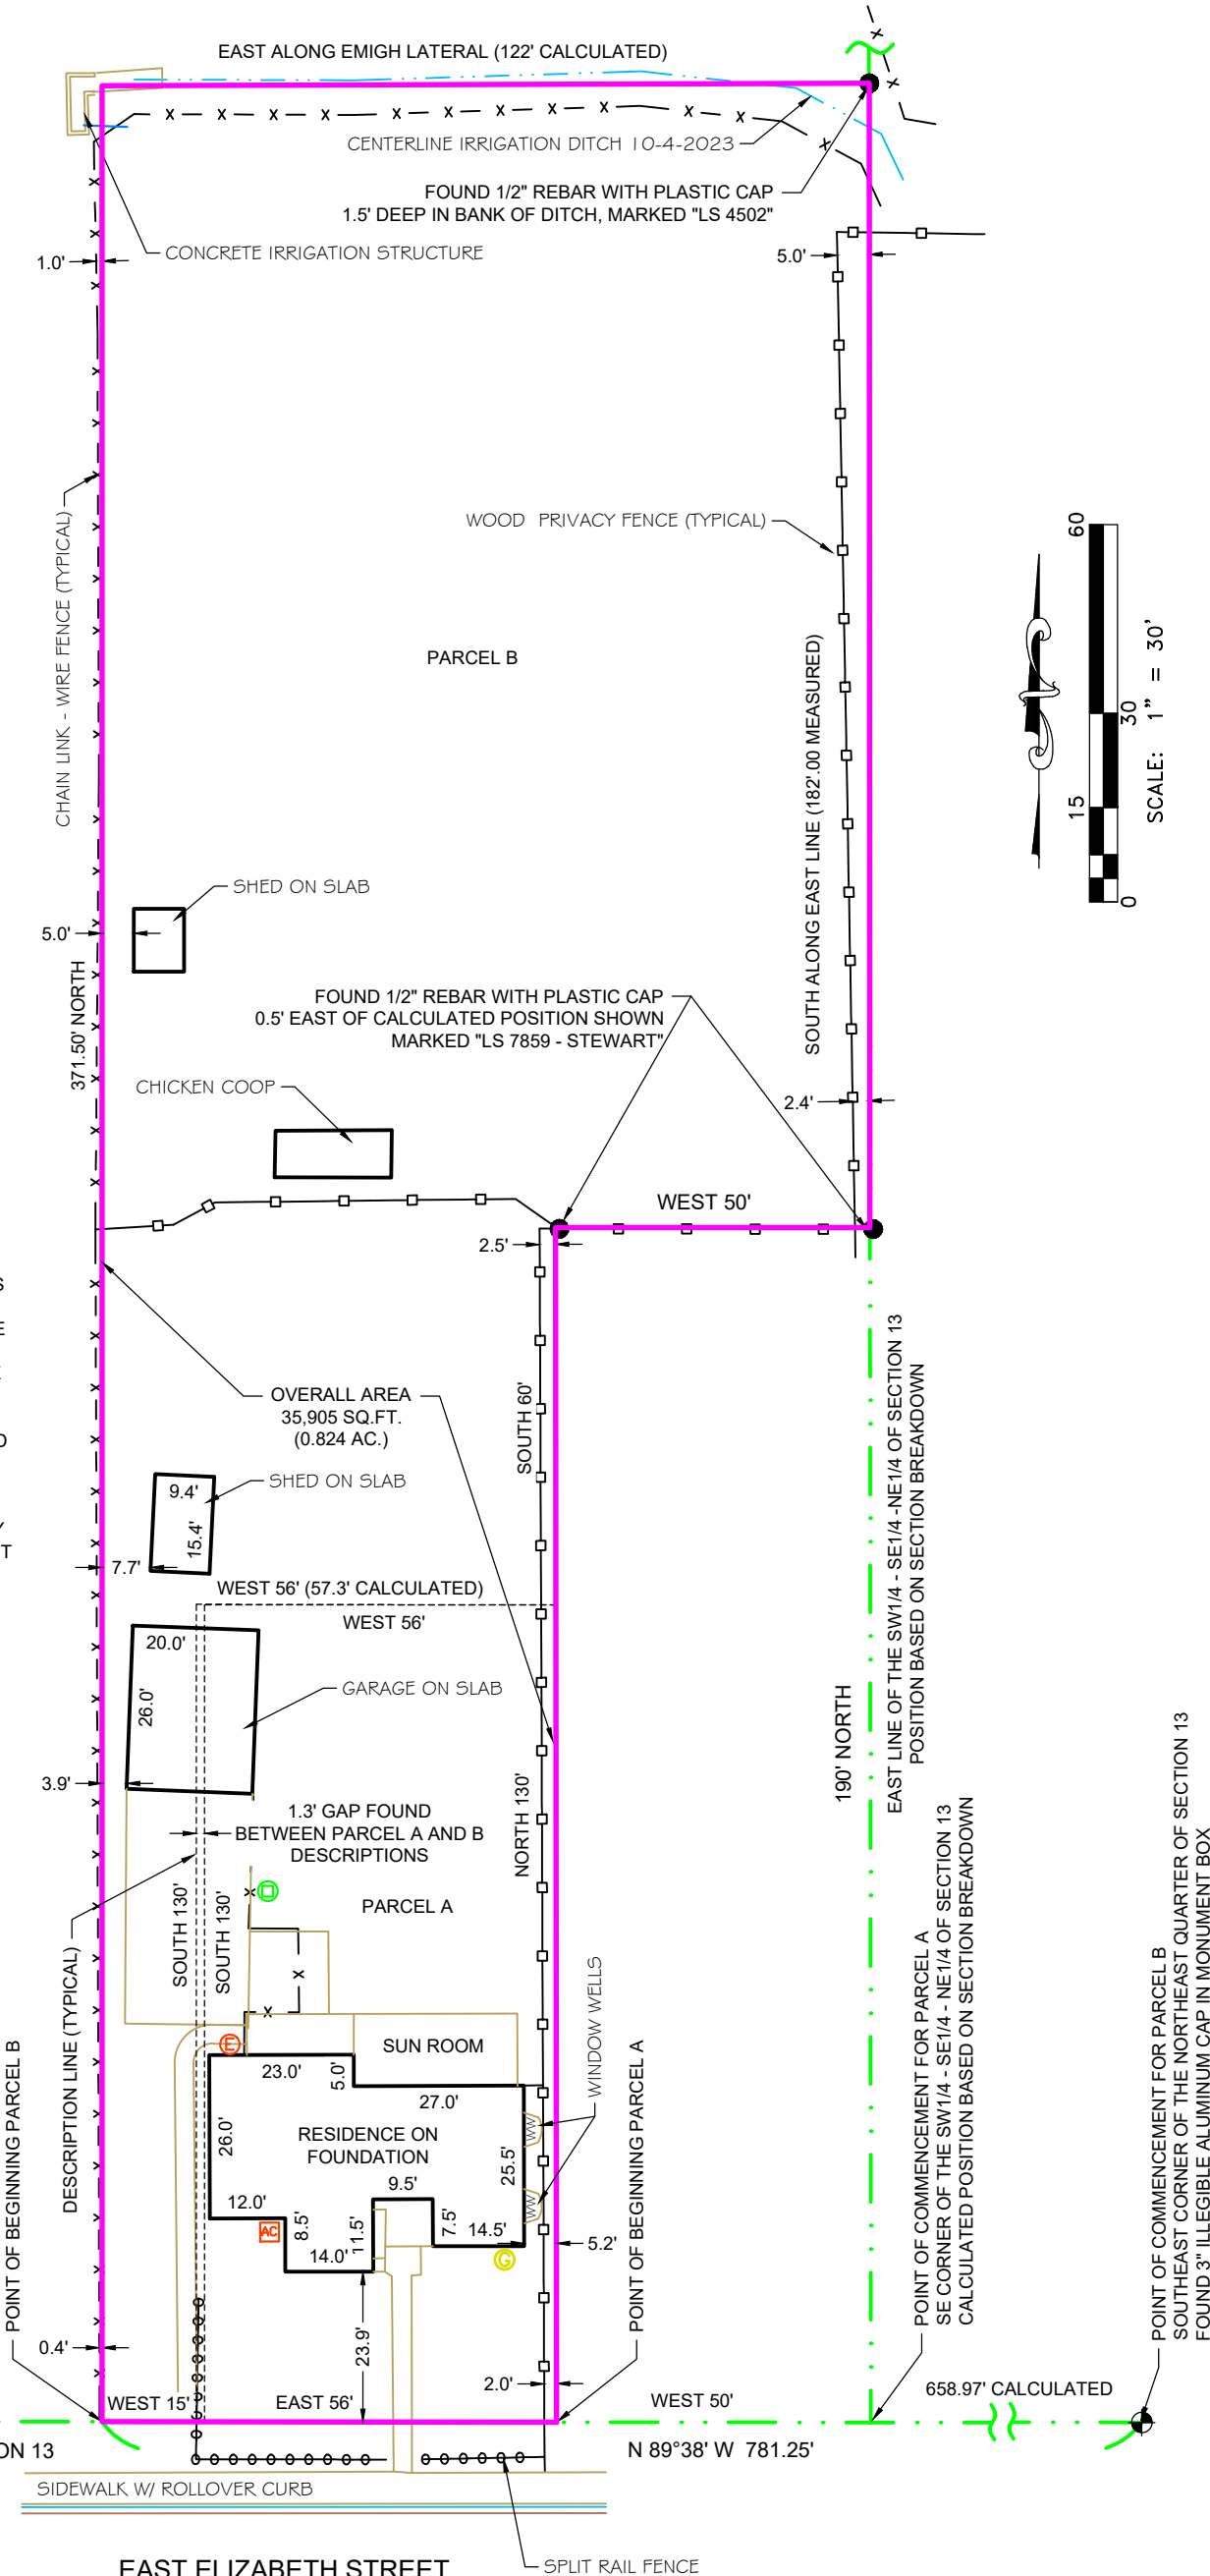 EAST ALONG EMIGH LATERAL (122' CALCULATED)
CENTERLINE IRRIGATION DITCH 10-4-2023
FOUND 1/2" REBAR WITH PLASTIC CAP
1.5' DEEP IN BANK OF DITCH, MARKED "LS 4502"
CONCRETE IRRIGATION STRUCTURE
1.0'
5.0'
CHAIN LINK - WIRE FENCE (TYPICAL)
WOOD PRIVACY FENCE (TYPICAL)
PARCEL B
SOUTH ALONG EAST LINE (182'.00 MEASURED)
60
30
15
0
SCALE: 1" = 30'
SHED ON SLAB
5.0'
371.50' NORTH
FOUND 1/2" REBAR WITH PLASTIC CAP
0.5' EAST OF CALCULATED POSITION SHOWN
MARKED "LS 7859 - STEWART"
CHICKEN COOP
2.4'
WEST 50'
2.5'
S
E
D
T
OVERALL AREA
35,905 SQ.FT.
(0.824 AC.)
SOUTH 60'
EAST LINE OF THE SW1/4 - SE1/4 -NE1/4 OF SECTION 13
POSITION BASED ON SECTION BREAKDOWN
SHED ON SLAB
9.4'
15.4'
7.7'
WEST 56' (57.3' CALCULATED)
WEST 56'
20.0'
26.0'
GARAGE ON SLAB
3.9'
190' NORTH
1.3' GAP FOUND
BETWEEN PARCEL A AND B
DESCRIPTIONS
NORTH 130'
PARCEL A
SOUTH 130'
SOUTH 130'
DESCRIPTION LINE (TYPICAL)
POINT OF BEGINNING PARCEL B
E
SUN ROOM
WINDOW WELLS
23.0'
5.0'
27.0'
RESIDENCE ON
FOUNDATION
26.0'
25.5'
9.5'
12.0'
8.5'
11.5'
7.5'
14.5'
14.0'
AC
G
5.2'
23.9'
0.4'
2.0'
POINT OF BEGINNING PARCEL A
POINT OF COMMENCEMENT FOR PARCEL A
SE CORNER OF THE SW1/4 - SE1/4 - NE1/4 OF SECTION 13
CALCULATED POSITION BASED ON SECTION BREAKDOWN
POINT OF COMMENCEMENT FOR PARCEL B
SOUTHEAST CORNER OF THE NORTHEAST QUARTER OF SECTION 13
FOUND 3" ILLEGIBLE ALUMINUM CAP IN MONUMENT BOX
WEST 15'
EAST 56'
WEST 50'
658.97' CALCULATED
ON 13
N 89°38' W 781.25'
SIDEWALK W/ ROLLOVER CURB
EAST ELIZABETH STREET
SPLIT RAIL FENCE